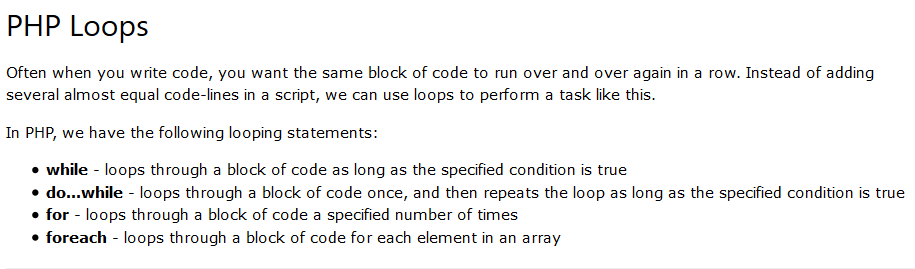 PHP Loops
Often when you write code, you want the same block of code to run over and over again in a row. Instead of adding
several almost equal code-lines in a script, we can use loops to perform a task like this.
In PHP, we have the following looping statements:
• while - loops through a block of code as long as the specified condition is true
• do...while - loops through a block of code once, and then repeats the loop as long as the specified condition is true
• for - loops through a block of code a specified number of times
• foreach - loops through a block of code for each element in an array